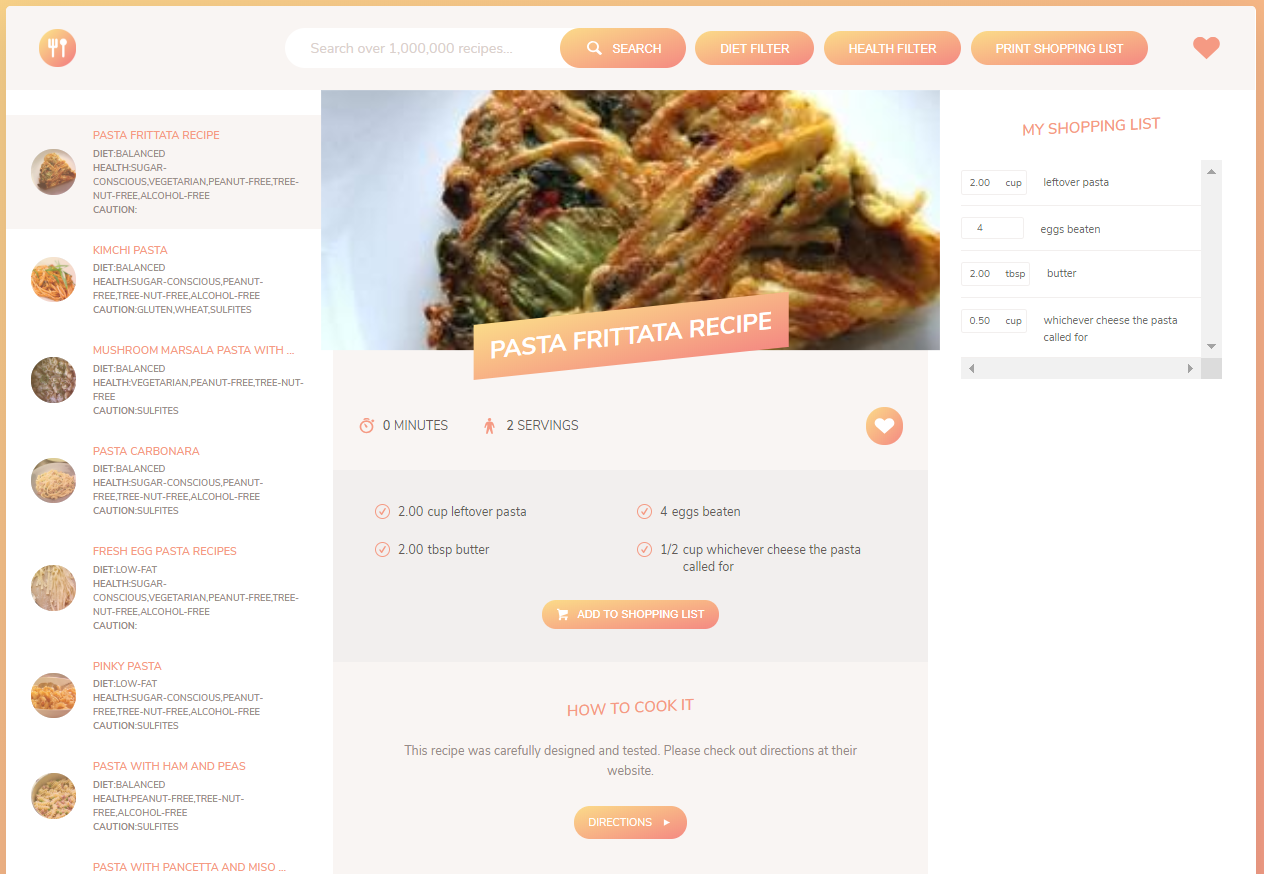 Search over 1,000,000 recipes...
SEARCH
DIET FILTER
HEALTH FILTER
PRINT SHOPPING LIST
PASTA FRITTATA RECIPE
DIET:BALANCED
HEALTH:SUGAR-
CONSCIOUS,VEGETARIAN,PEANUT-FREE,TREE-
NUT-FREE,ALCOHOL-FREE
CAUTION:
KIMCHI PASTA
DIET:BALANCED
HEALTH:SUGAR-CONSCIOUS,PEANUT-
FREE,TREE-NUT-FREE,ALCOHOL-FREE
CAUTION:GLUTEN,WHEAT,SULFITES
MUSHROOM MARSALA PASTA WITH ...
DIET:BALANCED
HEALTH:VEGETARIAN,PEANUT-FREE,TREE-NUT-
FREE
CAUTION:SULFITES
PASTA CARBONARA
DIET:BALANCED
HEALTH:SUGAR-CONSCIOUS,PEANUT-
FREE,TREE-NUT-FREE,ALCOHOL-FREE
CAUTION:SULFITES
FRESH EGG PASTA RECIPES
DIET:LOW-FAT
HEALTH:SUGAR-
CONSCIOUS,VEGETARIAN,PEANUT-FREE,TREE-
NUT-FREE,ALCOHOL-FREE
CAUTION:
PINKY PASTA
DIET:LOW-FAT
HEALTH:SUGAR-CONSCIOUS,PEANUT-
FREE,TREE-NUT-FREE,ALCOHOL-FREE
CAUTION:SULFITES
PASTA WITH HAM AND PEAS
DIET:BALANCED
HEALTH:PEANUT-FREE,TREE-NUT-
FREE,ALCOHOL-FREE
CAUTION:SULFITES
PASTA WITH PANCETTA AND MISO ...
PASTA FRITTATA RECIPE
0 MINUTES
2 SERVINGS
2.00 cup leftover pasta
4 eggs beaten
2.00 tbsp butter
1/2 cup whichever cheese the pasta
called for
ADD TO SHOPPING LIST
HOW TO COOK IT
This recipe was carefully designed and tested. Please check out directions at their
website.
DIRECTIONS
MY SHOPPING LIST
2.00 cup leftover pasta
4 eggs beaten
2.00 tbsp butter
0.50 cup whichever cheese the pasta
called for